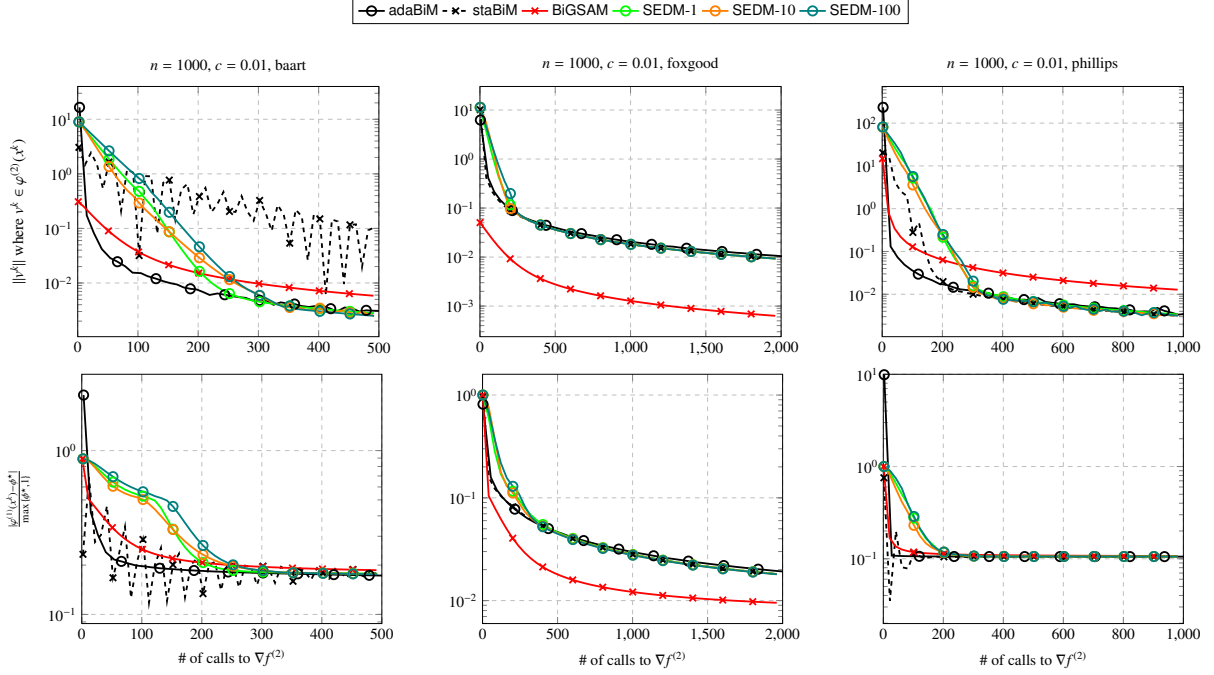 adaBiM staBiM BiGSAM SEDM-1 SEDM-10 SEDM-100
n = 1000, c = 0.01, baart
n = 1000, c = 0.01, foxgood
n = 1000, c = 0.01, phillips
||v^k|| where v^k ∈ φ^(2)(x^k)
10^1
10^0
10^−1
10^−2
0 100 200 300 400 500
10^1
10^0
10^−1
10^−2
10^−3
0 500 1,000 1,500 2,000
10^2
10^1
10^0
10^−1
10^−2
0 200 400 600 800 1,000
|φ^(1)(x^k)−ϕ*|
max{ϕ*,1}
10^0
10^−1
0 100 200 300 400 500
# of calls to ∇f^(2)
10^0
10^−1
10^−2
0 500 1,000 1,500 2,000
# of calls to ∇f^(2)
10^1
10^0
10^−1
0 200 400 600 800 1,000
# of calls to ∇f^(2)